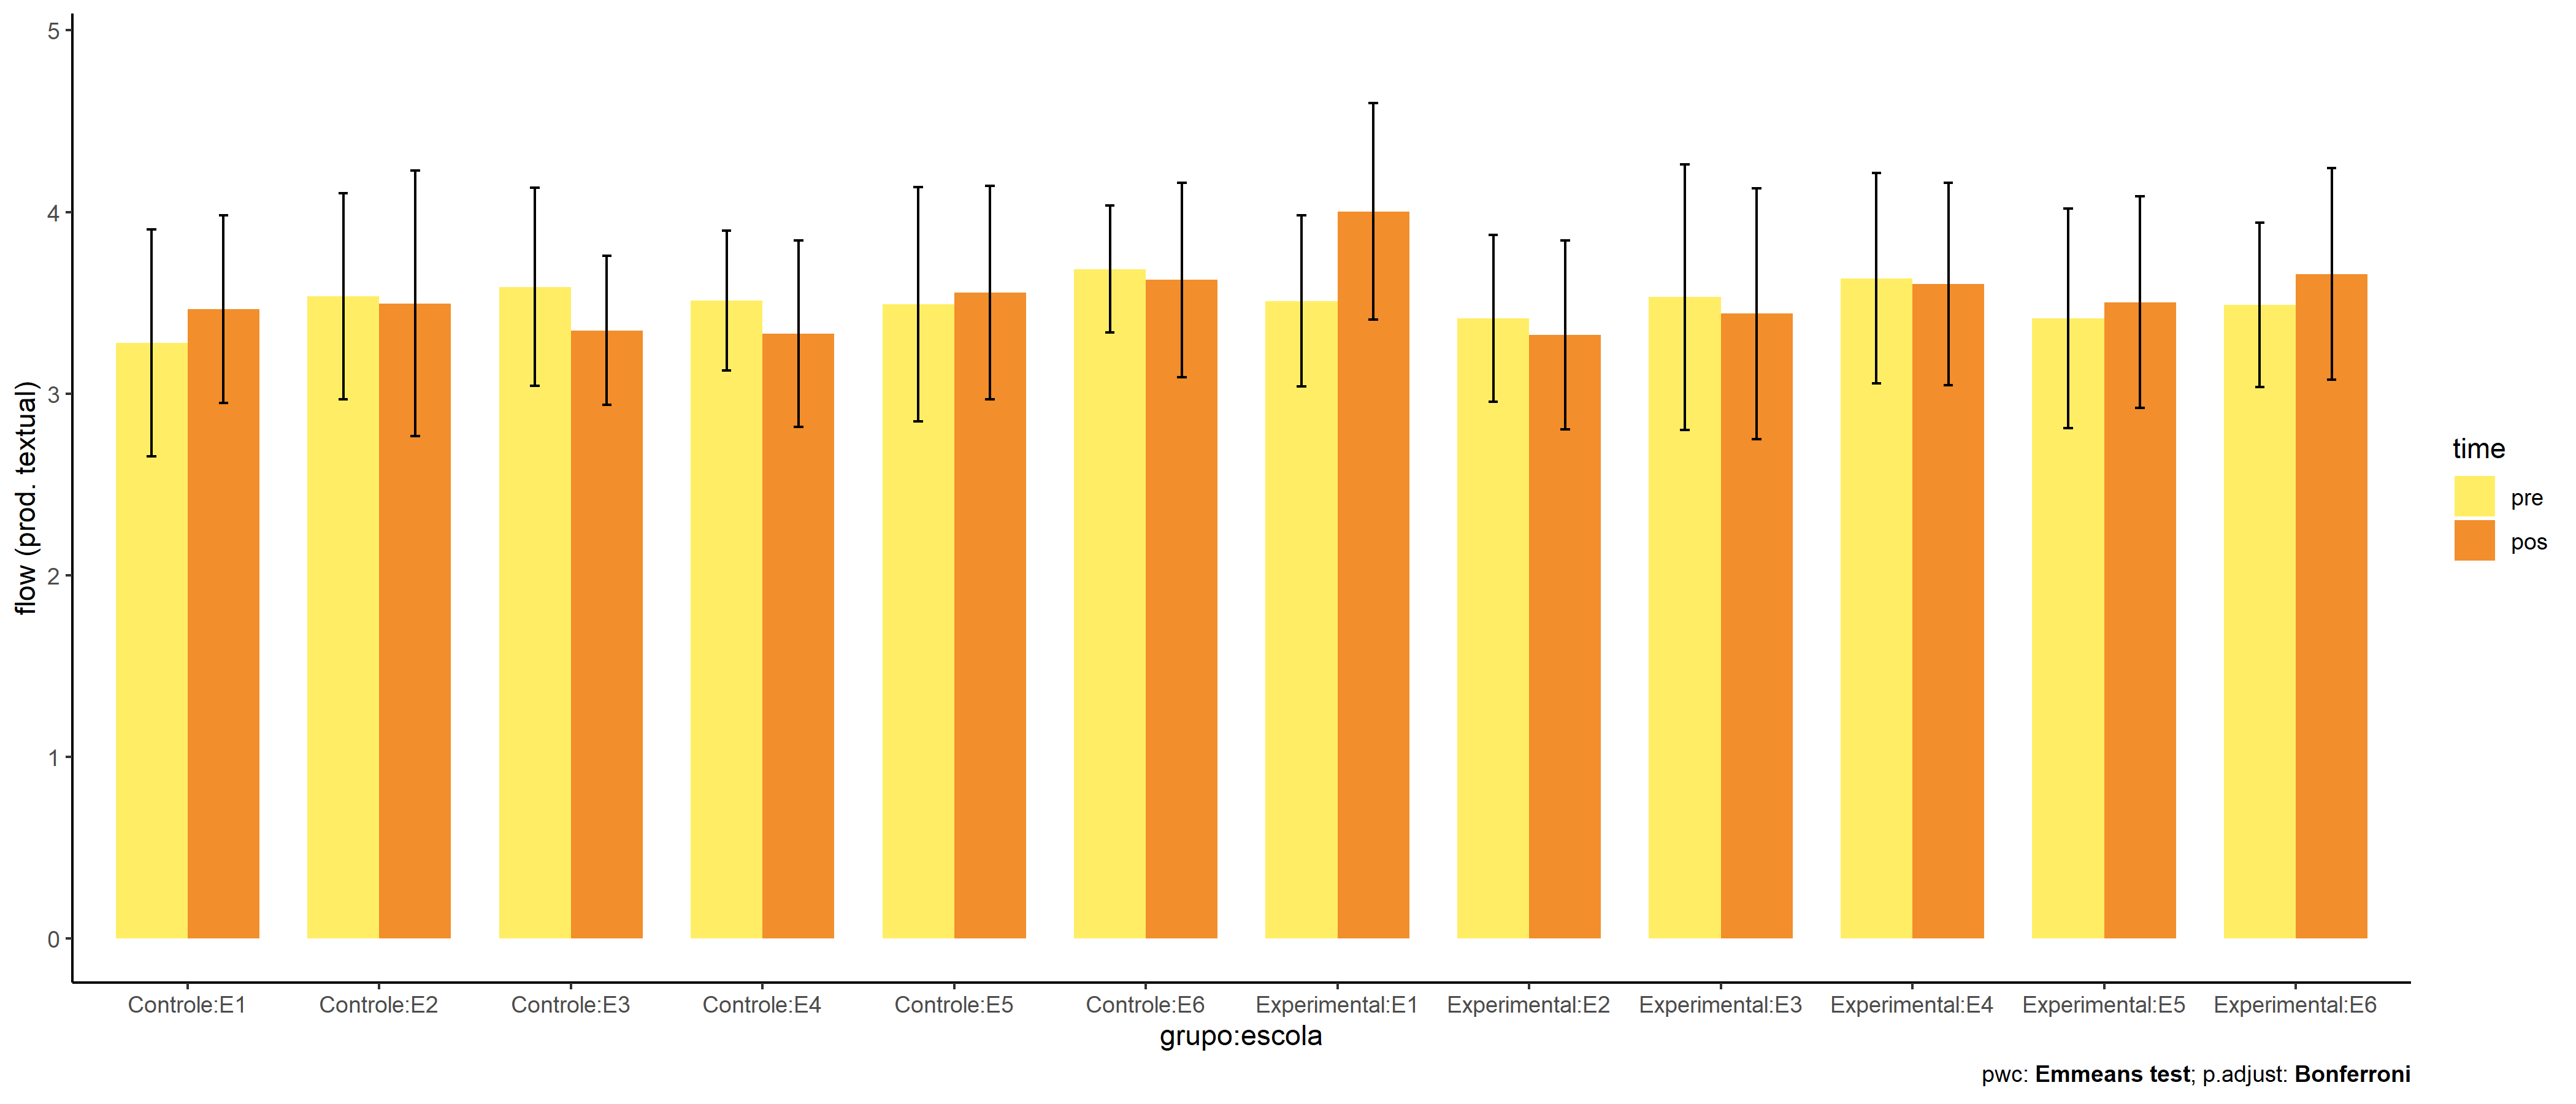 5
4
3
2
1
0
flow (prod. textual)
Controle:E1 Controle:E2 Controle:E3 Controle:E4 Controle:E5 Controle:E6 Experimental:E1 Experimental:E2 Experimental:E3 Experimental:E4 Experimental:E5 Experimental:E6
grupo:escola
time
pre
pos
pwc: Emmeans test; p.adjust: Bonferroni